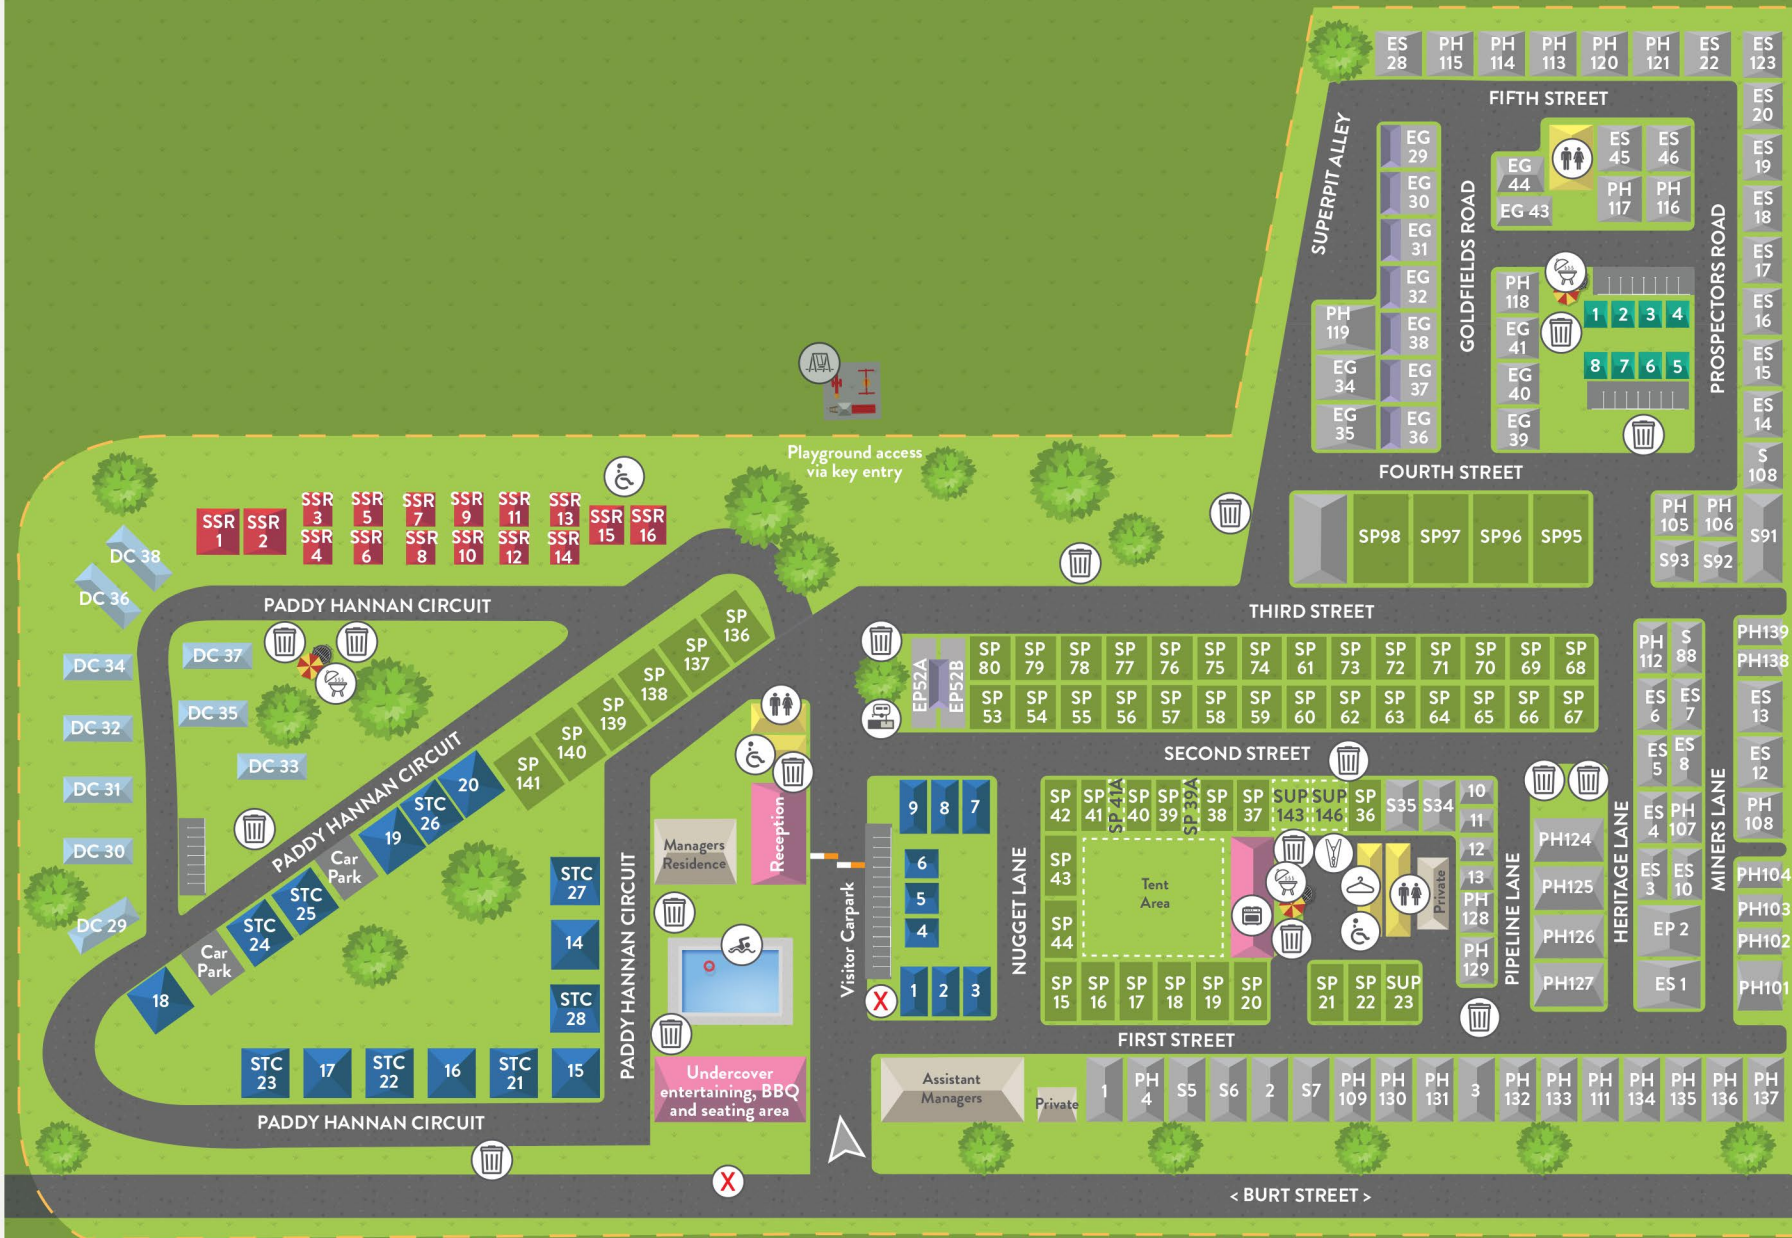 ES 28
PH 115
PH 114
PH 113
PH 120
PH 121
ES 22
ES 123
FIFTH STREET
ES 20
ES 19
ES 18
ES 17
ES 16
ES 15
ES 14
S 108
SUPERPIT ALLEY
EG 29
EG 30
EG 31
EG 32
EG 38
EG 37
EG 36
PH 119
EG 34
EG 35
GOLDFIELDS ROAD
EG 44
EG 43
ES 45
ES 46
PH 117
PH 116
PROSPECTORS ROAD
PH 118
EG 41
EG 40
EG 39
1
2
3
4
8
7
6
5
FOURTH STREET
SP98
SP97
SP96
SP95
PH 105
PH 106
S93
S92
S91
Playground access
via key entry
SSR 1
SSR 2
SSR 3
SSR 4
SSR 5
SSR 6
SSR 7
SSR 8
SSR 9
SSR 10
SSR 11
SSR 12
SSR 13
SSR 14
SSR 15
SSR 16
DC 38
DC 36
DC 34
DC 32
DC 31
DC 30
DC 29
DC 37
DC 35
DC 33
PADDY HANNAN CIRCUIT
PADDY HANNAN CIRCUIT
PADDY HANNAN CIRCUIT
SP 136
SP 137
SP 138
SP 139
SP 140
SP 141
20
STC 26
19
Car Park
STC 25
STC 24
Car Park
18
STC 27
14
STC 28
STC 23
17
STC 22
16
STC 21
15
PADDY HANNAN CIRCUIT
PADDY HANNAN CIRCUIT
Managers
Residence
Reception
Undercover
entertaining, BBQ
and seating area
Visitor Carpark
X
X
THIRD STREET
EP52A
EP52B
SP 80
SP 79
SP 78
SP 77
SP 76
SP 75
SP 74
SP 61
SP 73
SP 72
SP 71
SP 70
SP 69
SP 68
SP 53
SP 54
SP 55
SP 56
SP 57
SP 58
SP 59
SP 60
SP 62
SP 63
SP 64
SP 65
SP 66
SP 67
SECOND STREET
9
8
7
6
5
4
1
2
3
NUGGET LANE
SP 42
SP 41
SP 41A
SP 40
SP 39
SP 39A
SP 38
SP 37
SUP 143
SUP 146
SP 36
S35
S34
10
11
12
13
PH 128
PH 129
SP 43
SP 44
Tent
Area
Private
SP 15
SP 16
SP 17
SP 18
SP 19
SP 20
SP 21
SP 22
SUP 23
PIPELINE LANE
PH124
PH125
PH126
PH127
HERITAGE LANE
PH 112
S 88
ES 6
ES 7
ES 5
ES 8
ES 4
PH 107
ES 3
ES 10
EP 2
ES 1
MINERS LANE
PH139
PH138
ES 13
ES 12
PH 108
PH104
PH103
PH102
PH101
FIRST STREET
Assistant
Managers
Private
1
PH 4
S5
S6
2
S7
PH 109
PH 130
PH 131
3
PH 132
PH 133
PH 111
PH 134
PH 135
PH 136
PH 137
< BURT STREET >